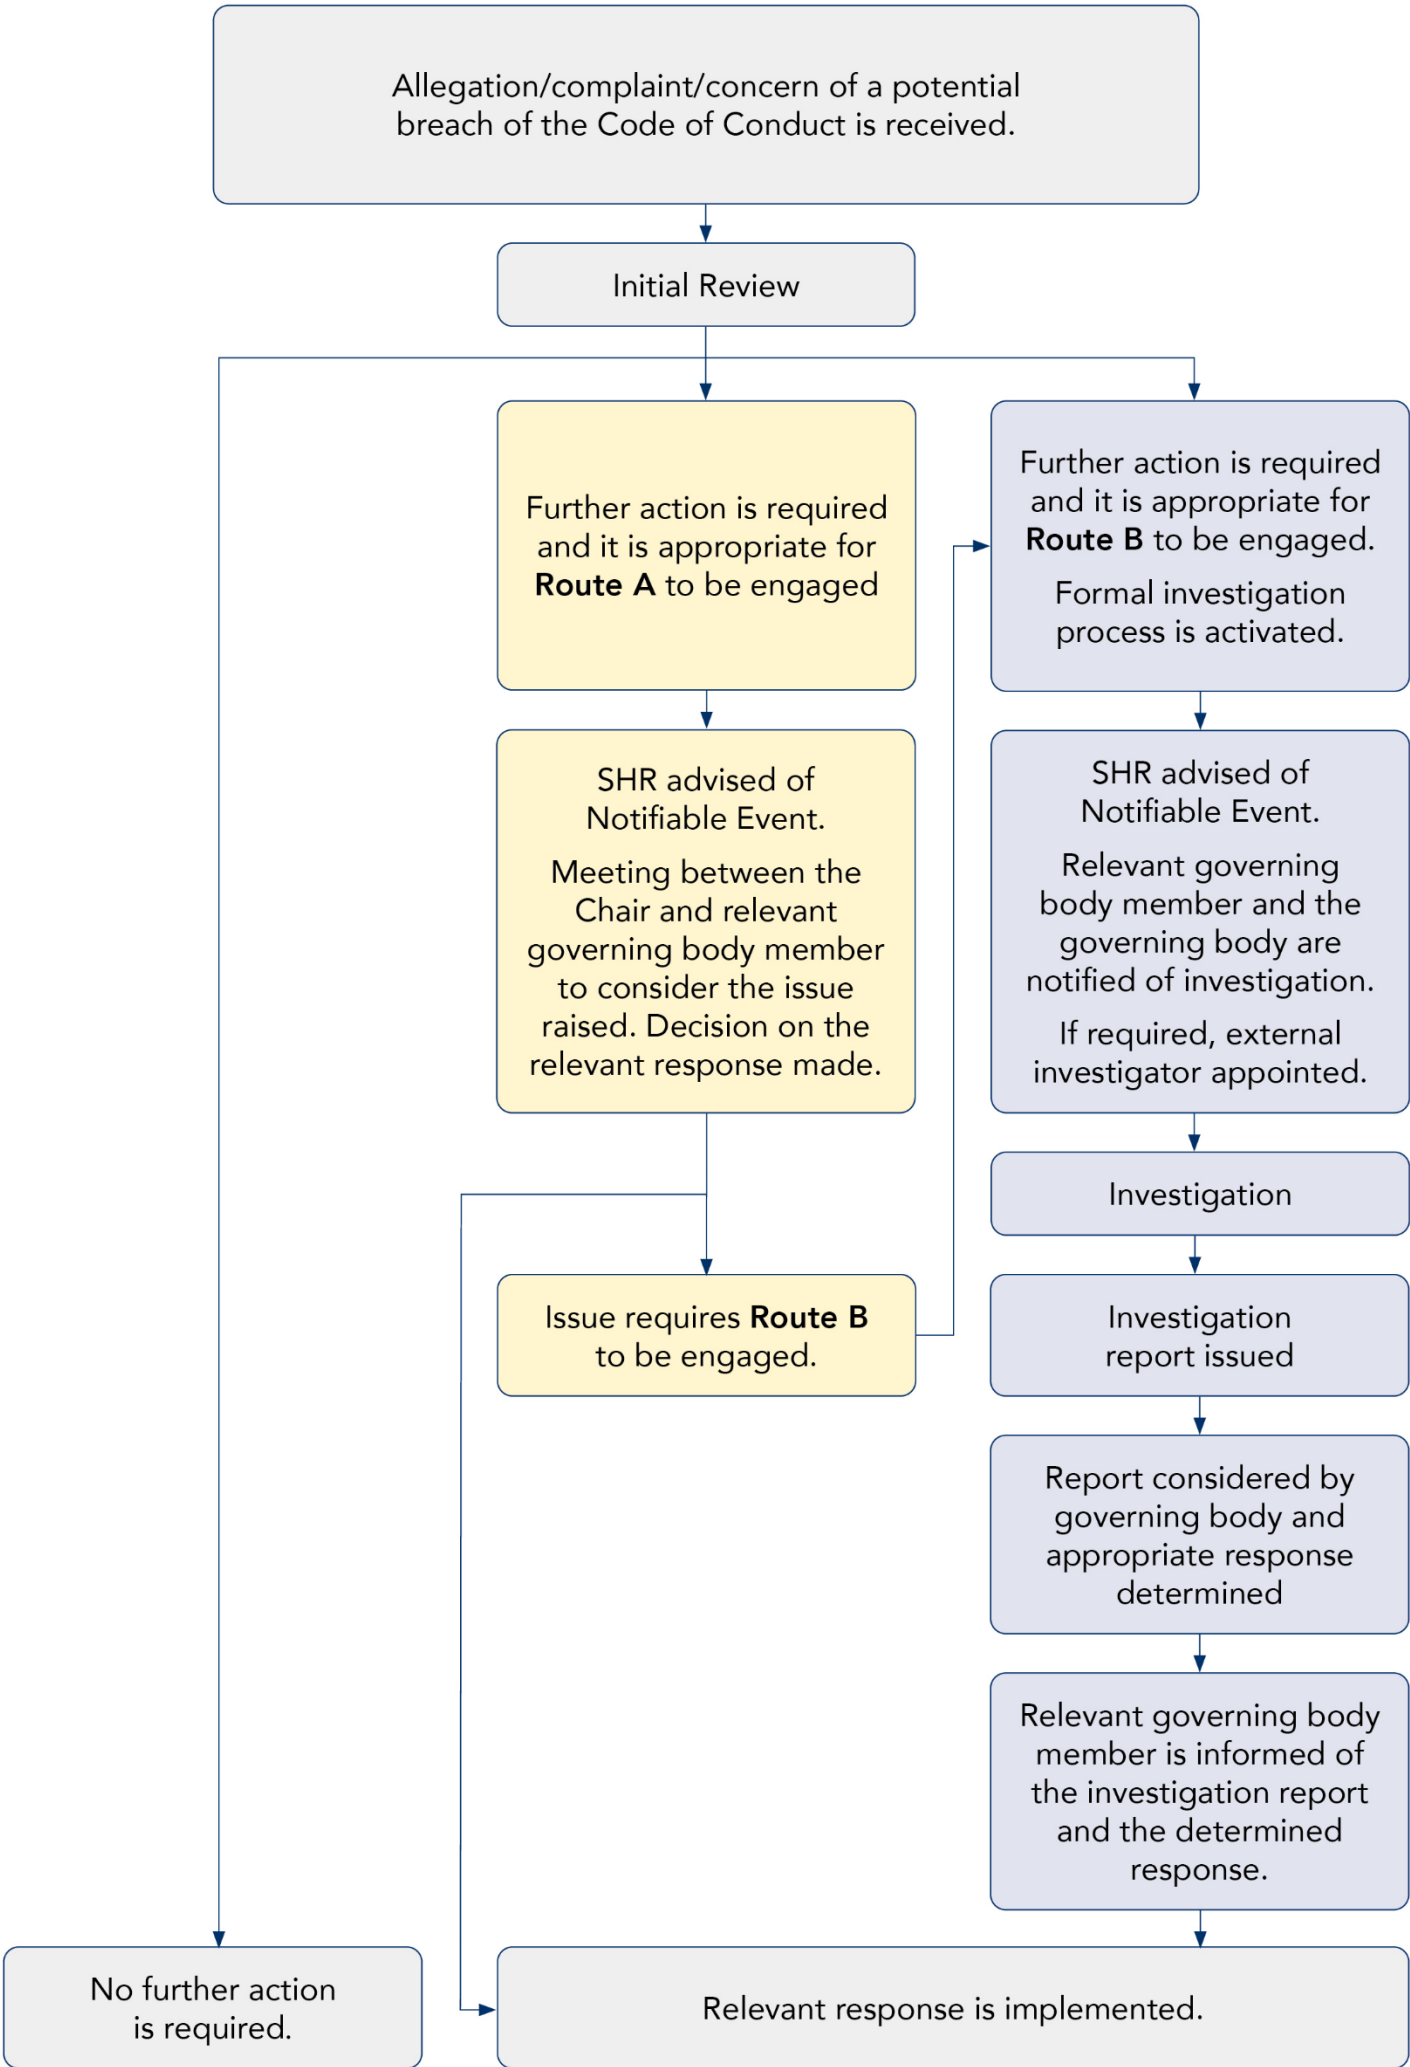 Allegation/complaint/concern of a potential
breach of the Code of Conduct is received.
Initial Review
Further action is required
and it is appropriate for
Route A to be engaged
Further action is required
and it is appropriate for
Route B to be engaged.
Formal investigation
process is activated.
SHR advised of
Notifiable Event.
Meeting between the
Chair and relevant
governing body member
to consider the issue
raised. Decision on the
relevant response made.
SHR advised of
Notifiable Event.
Relevant governing
body member and the
governing body are
notified of investigation.
If required, external
investigator appointed.
Investigation
Issue requires Route B
to be engaged.
Investigation
report issued
Report considered by
governing body and
appropriate response
determined
Relevant governing body
member is informed of
the investigation report
and the determined
response.
No further action
is required.
Relevant response is implemented.